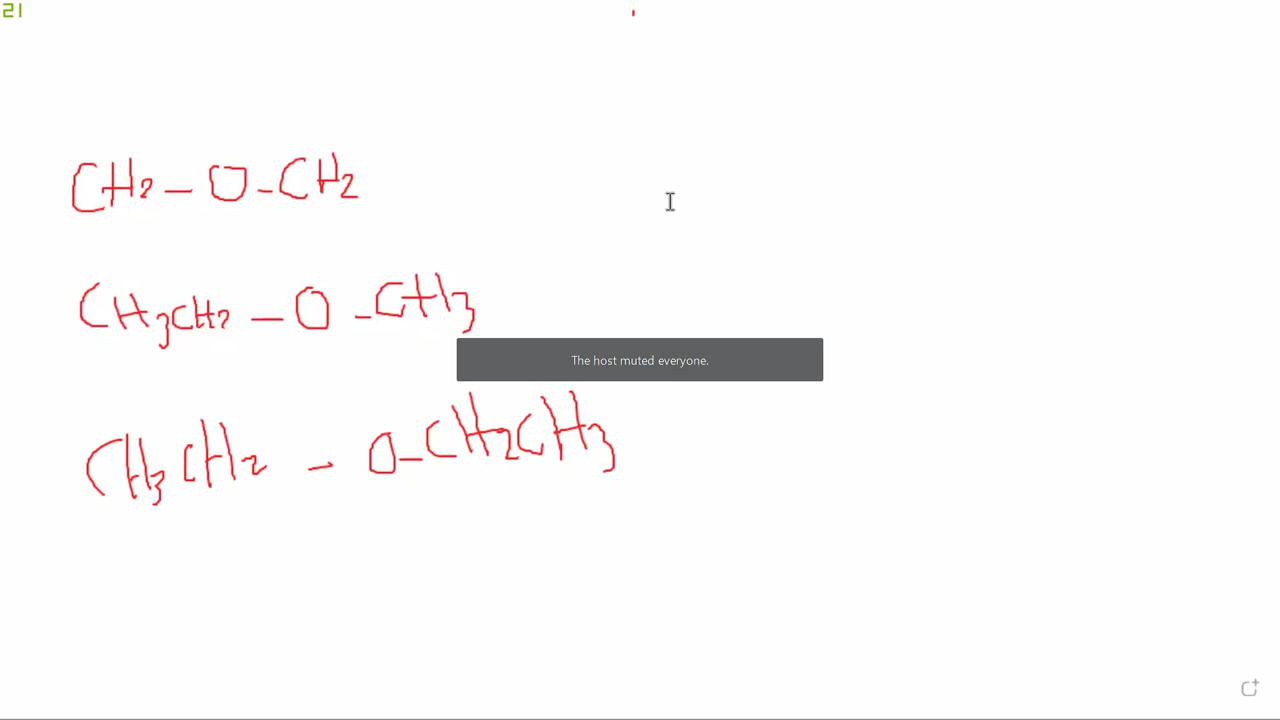 21
CH2 - O - CH2
CH3CH2 - O - CH3
The host muted everyone.
CH3CH2 - O - CH2CH3